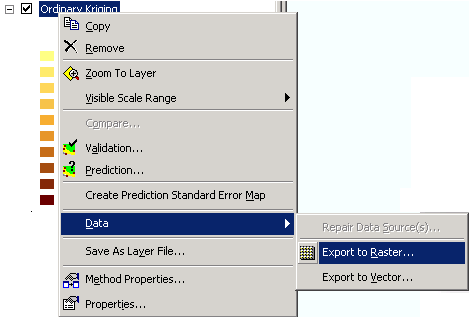 Ordinary Kriging
Copy
Remove
Zoom To Layer
Visible Scale Range
Compare...
Validation...
Prediction...
Create Prediction Standard Error Map
Data
Repair Data Source(s)...
Save As Layer File...
Export to Raster...
Method Properties...
Export to Vector...
Properties...